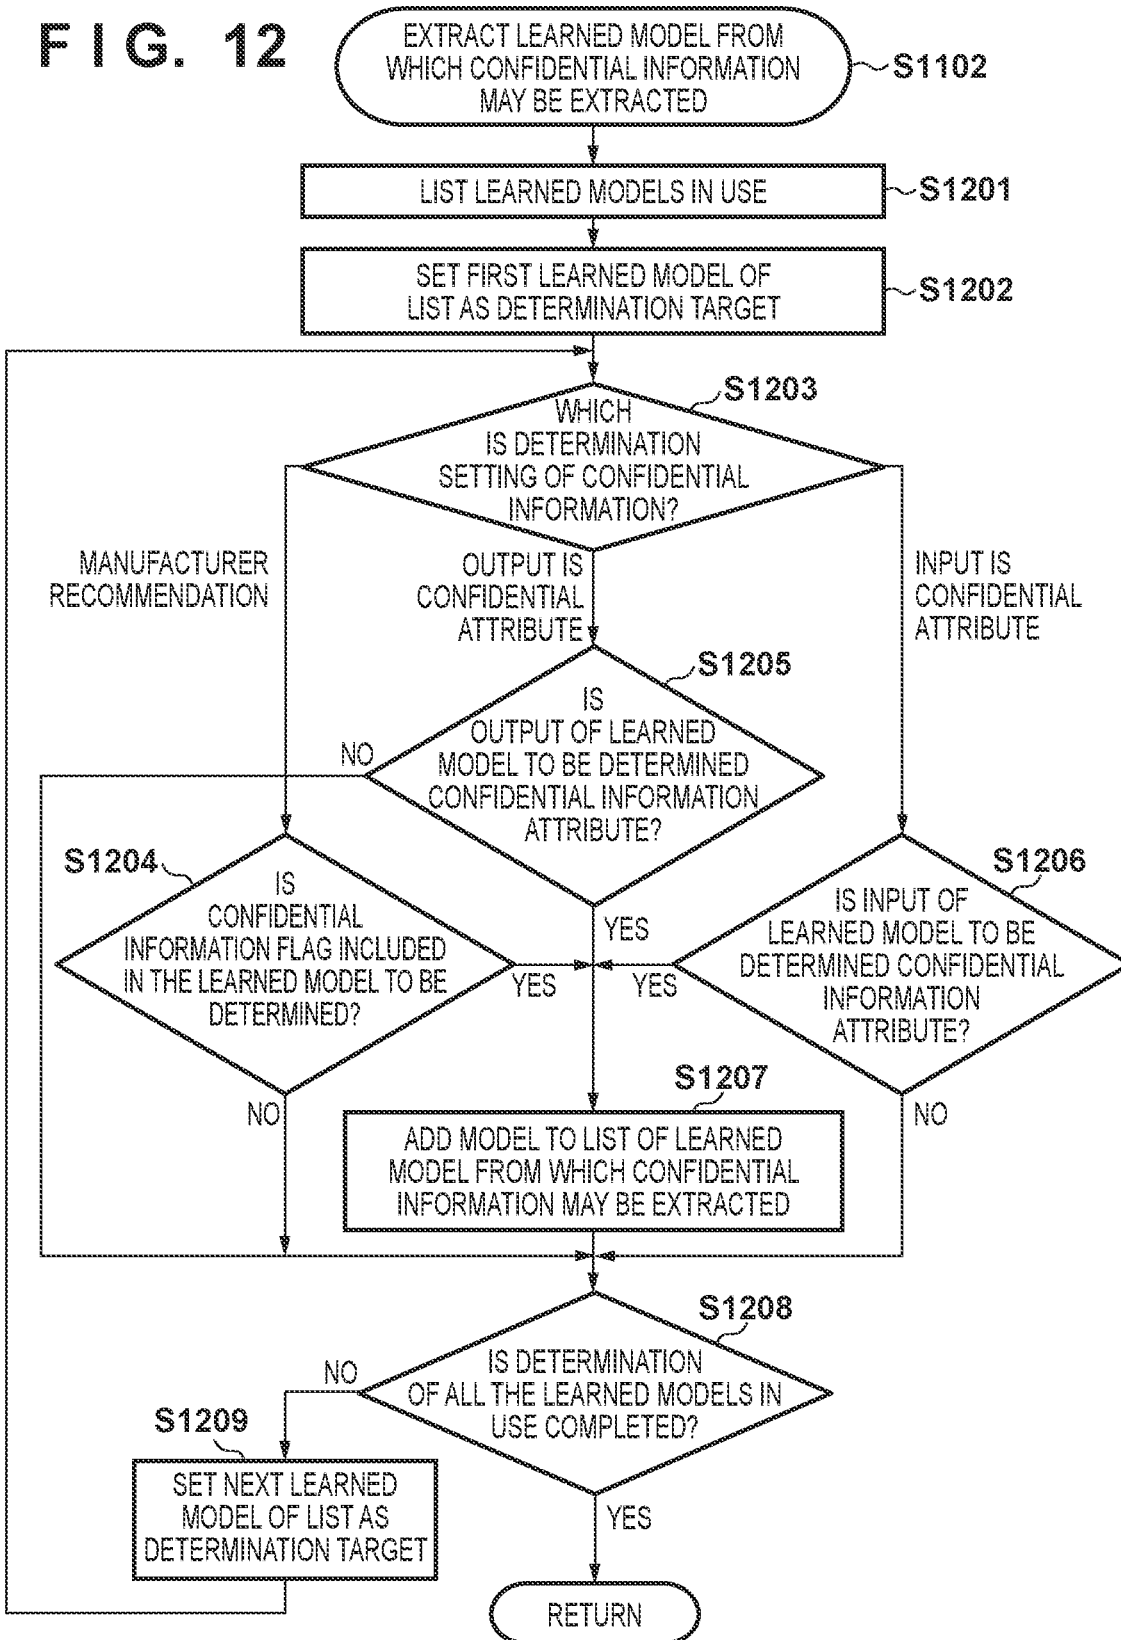 FIG. 12
EXTRACT LEARNED MODEL FROM
WHICH CONFIDENTIAL INFORMATION
MAY BE EXTRACTED
S1102
LIST LEARNED MODELS IN USE
S1201
SET FIRST LEARNED MODEL OF
LIST AS DETERMINATION TARGET
S1202
S1203
WHICH
IS DETERMINATION
SETTING OF CONFIDENTIAL
INFORMATION?
MANUFACTURER
RECOMMENDATION
OUTPUT IS
CONFIDENTIAL
ATTRIBUTE
INPUT IS
CONFIDENTIAL
ATTRIBUTE
S1205
IS
OUTPUT OF LEARNED
MODEL TO BE DETERMINED
CONFIDENTIAL INFORMATION
ATTRIBUTE?
NO
YES
S1204
IS
CONFIDENTIAL
INFORMATION FLAG INCLUDED
IN THE LEARNED MODEL TO BE
DETERMINED?
YES
NO
S1206
IS INPUT OF
LEARNED MODEL TO BE
DETERMINED CONFIDENTIAL
INFORMATION
ATTRIBUTE?
YES
NO
S1207
ADD MODEL TO LIST OF LEARNED
MODEL FROM WHICH CONFIDENTIAL
INFORMATION MAY BE EXTRACTED
S1208
IS DETERMINATION
OF ALL THE LEARNED MODELS IN
USE COMPLETED?
NO
YES
S1209
SET NEXT LEARNED
MODEL OF LIST AS
DETERMINATION TARGET
RETURN